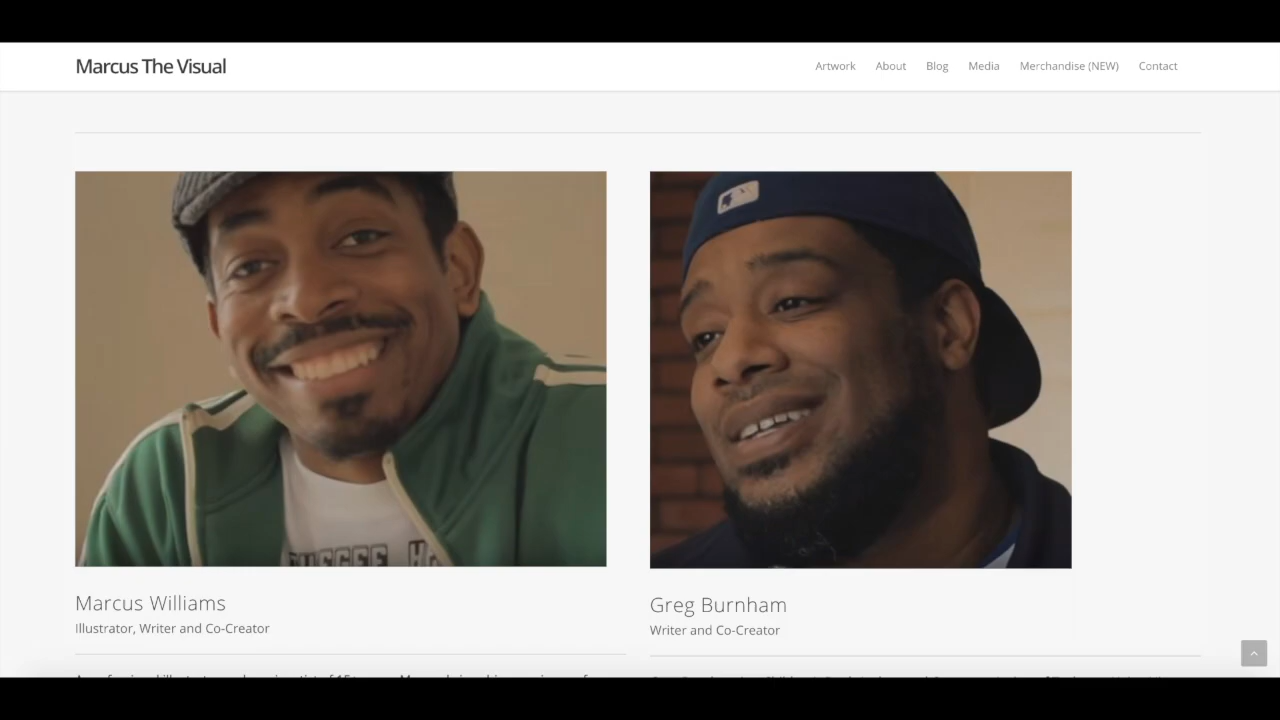 Marcus The Visual
Artwork About Blog Media Merchandise (NEW) Contact
Marcus Williams
Illustrator, Writer and Co-Creator
Greg Burnham
Writer and Co-Creator